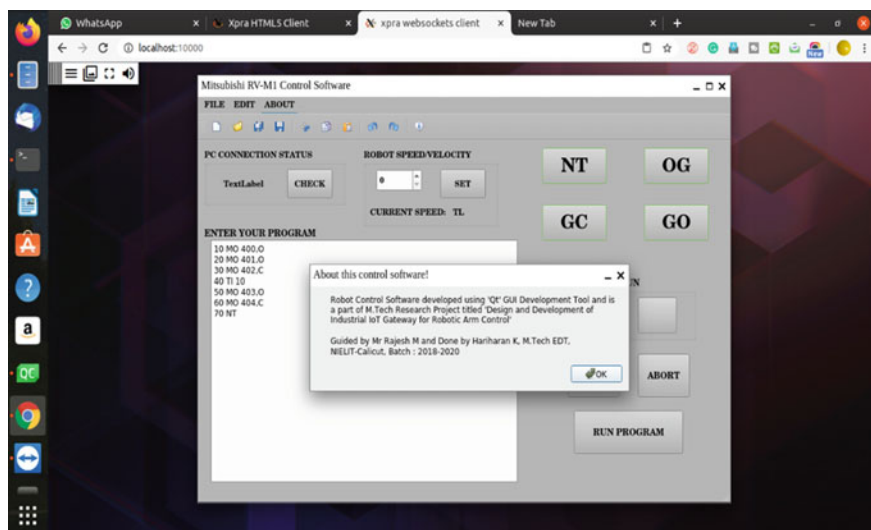 WhatsApp
Xpra HTML5 Client
xpra websockets client
New Tab
localhost:10000
New
Mitsubishi RV-M1 Control Software
FILE EDIT ABOUT
PC CONNECTION STATUS
ROBOT SPEED/VELOCITY
TextLabel
CHECK
0
SET
CURRENT SPEED: TL
NT
OG
GC
GO
ENTER YOUR PROGRAM
10 MO 400,O
20 MO 401,O
30 MO 402,C
40 TI 10
50 MO 403,O
60 MO 404,C
70 NT
About this control software!
Robot Control Software developed using 'Qt' GUI Development Tool and is
a part of M.Tech Research Project titled 'Design and Development of
Industrial IoT Gateway for Robotic Arm Control'
Guided by Mr Rajesh M and Done by Hariharan K, M.Tech EDT,
NIELIT-Calicut, Batch : 2018-2020
OK
ABORT
RUN PROGRAM